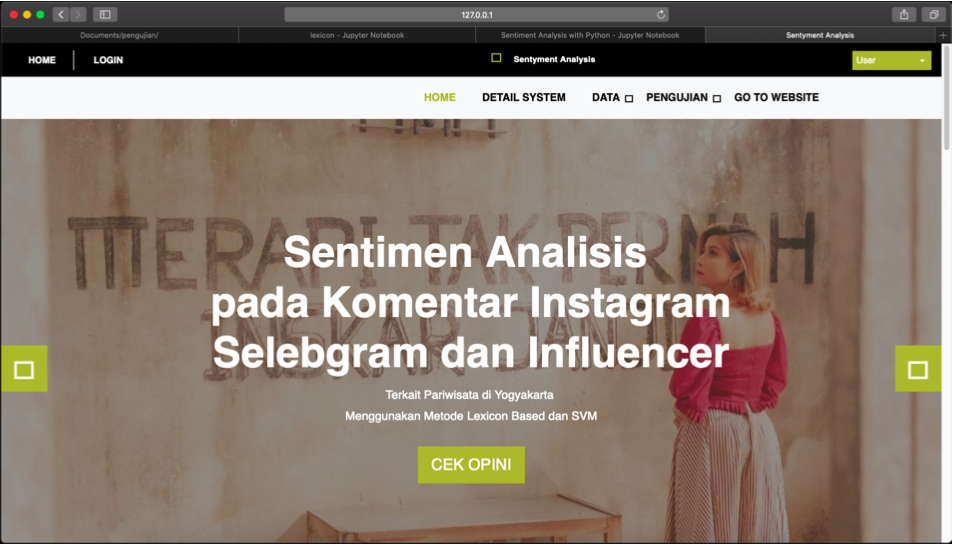 127.0.0.1
Documents/pengujian/
lexicon - Jupyter Notebook
Sentiment Analysis with Python - Jupyter Notebook
Sentyment Analysis
HOME
LOGIN
Sentyment Analysis
User
HOME
DETAIL SYSTEM
DATA
PENGUJIAN
GO TO WEBSITE
MERAPI TAK PERNAH
INGKAR JANJI
Sentimen Analisis
pada Komentar Instagram
Selebgram dan Influencer
Terkait Pariwisata di Yogyakarta
Menggunakan Metode Lexicon Based dan SVM
CEK OPINI